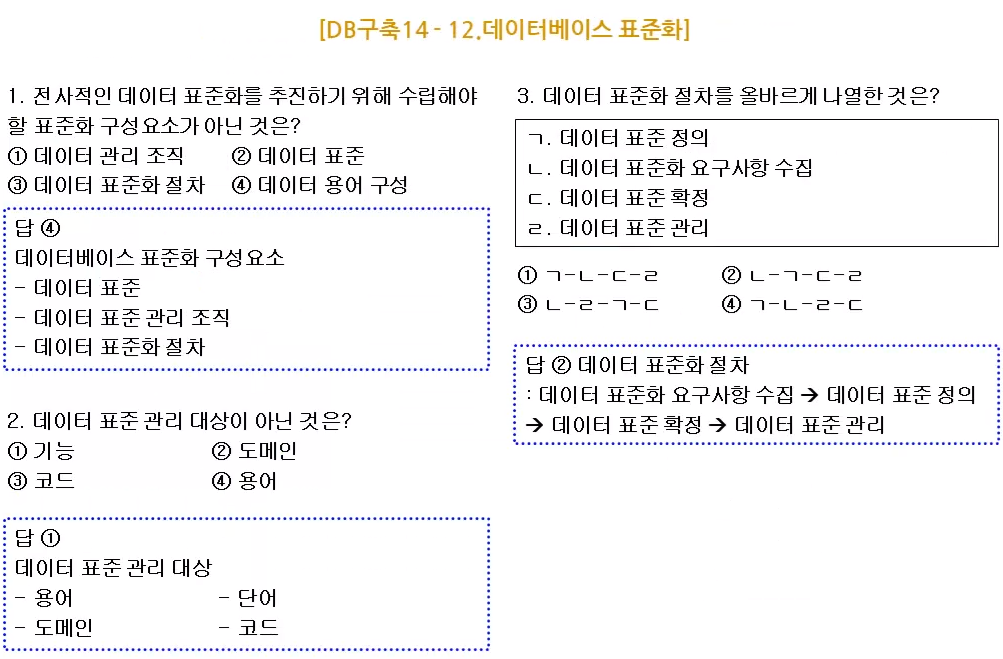 [DB구축14 - 12.데이터베이스 표준화]
1. 전사적인 데이터 표준화를 추진하기 위해 수립해야
할 표준화 구성요소가 아닌 것은?
① 데이터 관리 조직 ② 데이터 표준
③ 데이터 표준화 절차 ④ 데이터 용어 구성
답 ④
데이터베이스 표준화 구성요소
- 데이터 표준
- 데이터 표준 관리 조직
- 데이터 표준화 절차
2. 데이터 표준 관리 대상이 아닌 것은?
① 기능 ② 도메인
③ 코드 ④ 용어
답 ①
데이터 표준 관리 대상
- 용어 - 단어
- 도메인 - 코드
3. 데이터 표준화 절차를 올바르게 나열한 것은?
ㄱ. 데이터 표준 정의
ㄴ. 데이터 표준화 요구사항 수집
ㄷ. 데이터 표준 확정
ㄹ. 데이터 표준 관리
① ㄱ-ㄴ-ㄷ-ㄹ ② ㄴ-ㄱ-ㄷ-ㄹ
③ ㄴ-ㄹ-ㄱ-ㄷ ④ ㄱ-ㄴ-ㄹ-ㄷ
답 ② 데이터 표준화 절차
: 데이터 표준화 요구사항 수집 → 데이터 표준 정의
→ 데이터 표준 확정 → 데이터 표준 관리